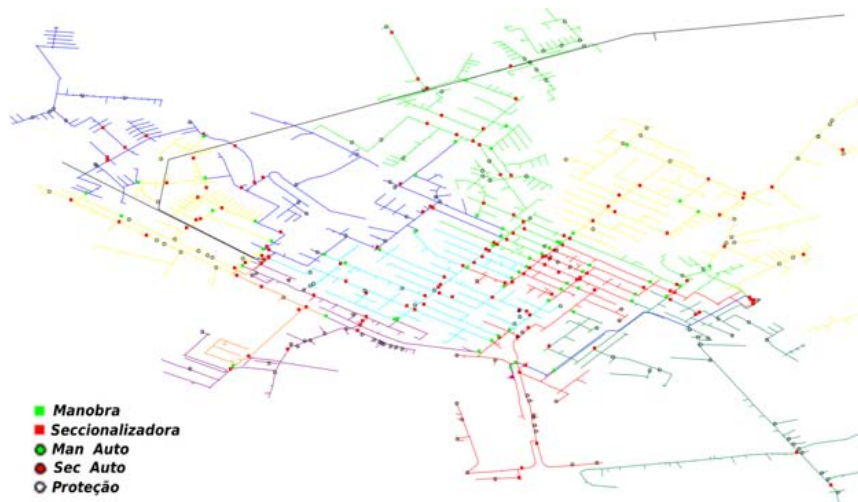 Manobra
Seccionalizadora
Man Auto
Sec Auto
Proteção